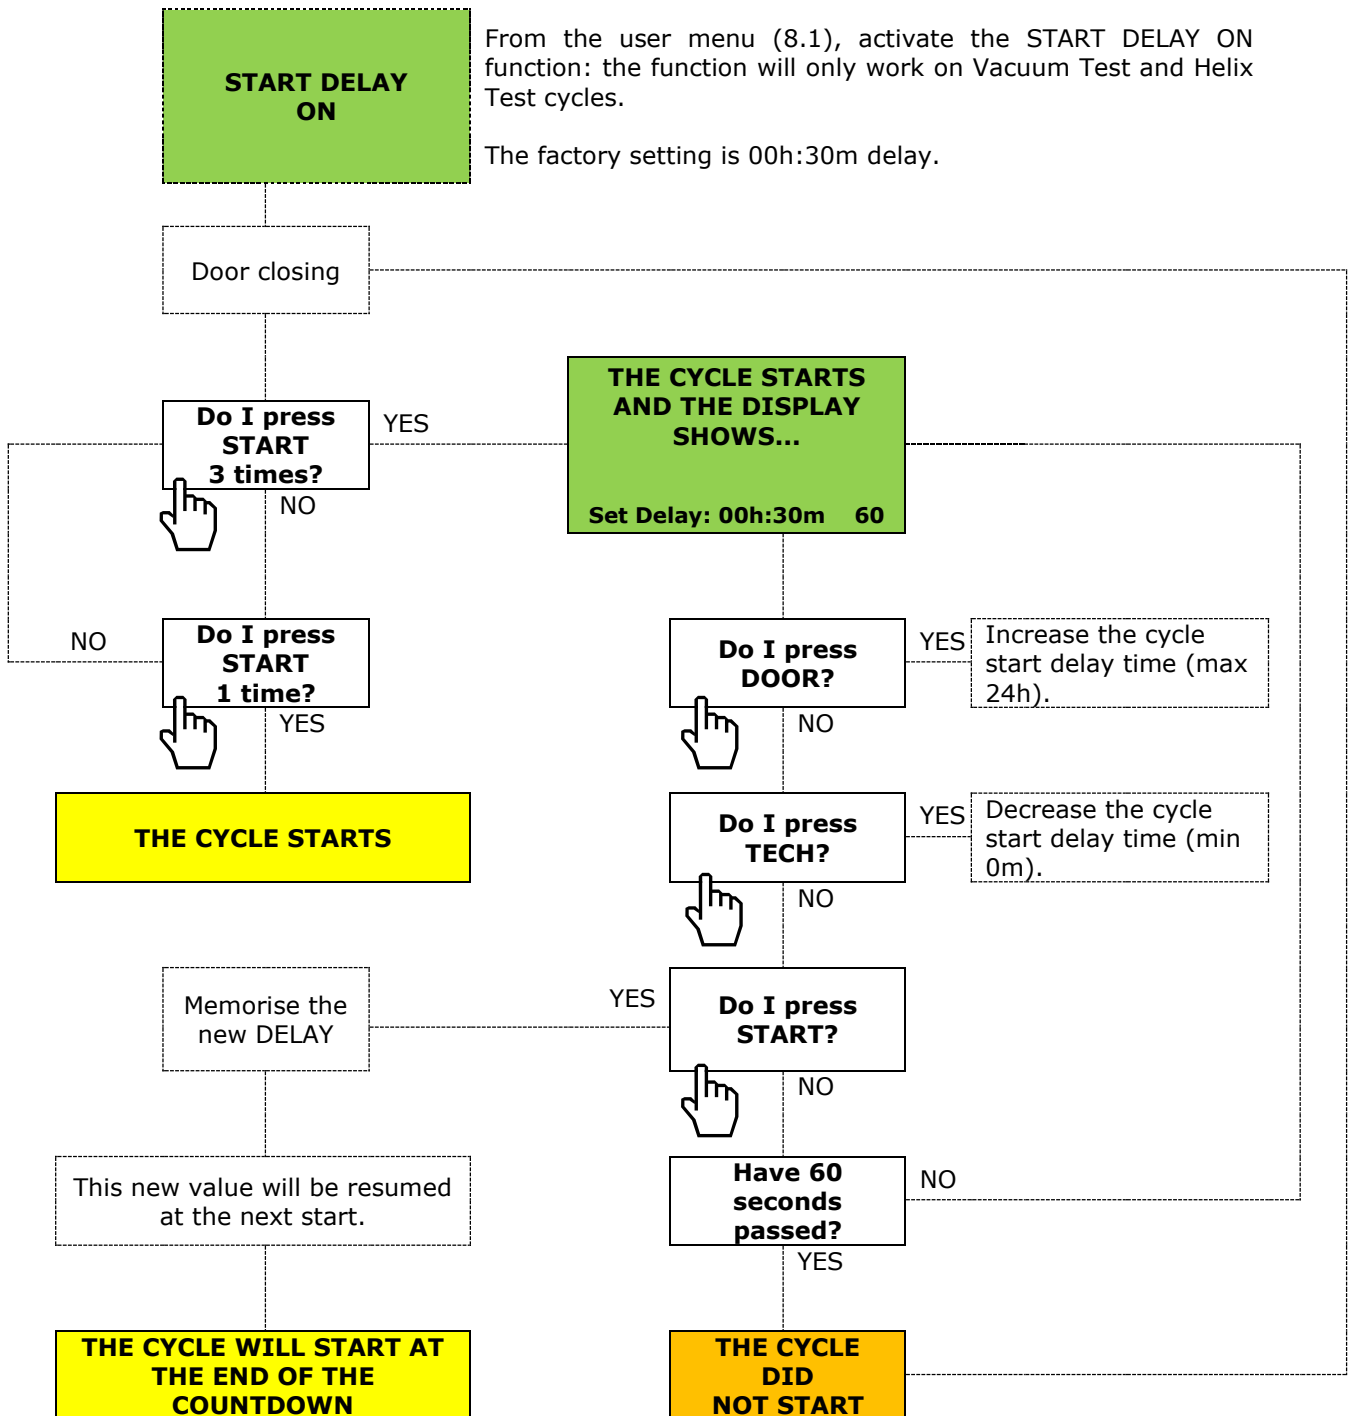 START DELAY
ON
From the user menu (8.1), activate the START DELAY ON
function: the function will only work on Vacuum Test and Helix
Test cycles.
The factory setting is 00h:30m delay.
Door closing
Do I press
START
3 times?
YES
NO
THE CYCLE STARTS
AND THE DISPLAY
SHOWS...
Set Delay: 00h:30m 60
NO
Do I press
START
1 time?
YES
Do I press
DOOR?
YES
NO
Increase the cycle
start delay time (max
24h).
THE CYCLE STARTS
Do I press
TECH?
YES
NO
Decrease the cycle
start delay time (min
0m).
Memorise the
new DELAY
YES
Do I press
START?
NO
This new value will be resumed
at the next start.
Have 60
seconds
passed?
NO
YES
THE CYCLE WILL START AT
THE END OF THE
COUNTDOWN
THE CYCLE
DID
NOT START